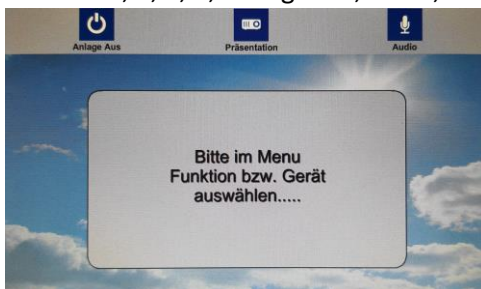 Anlage Aus
Präsentation
Audio
Bitte im Menu
Funktion bzw. Gerät
auswählen.....